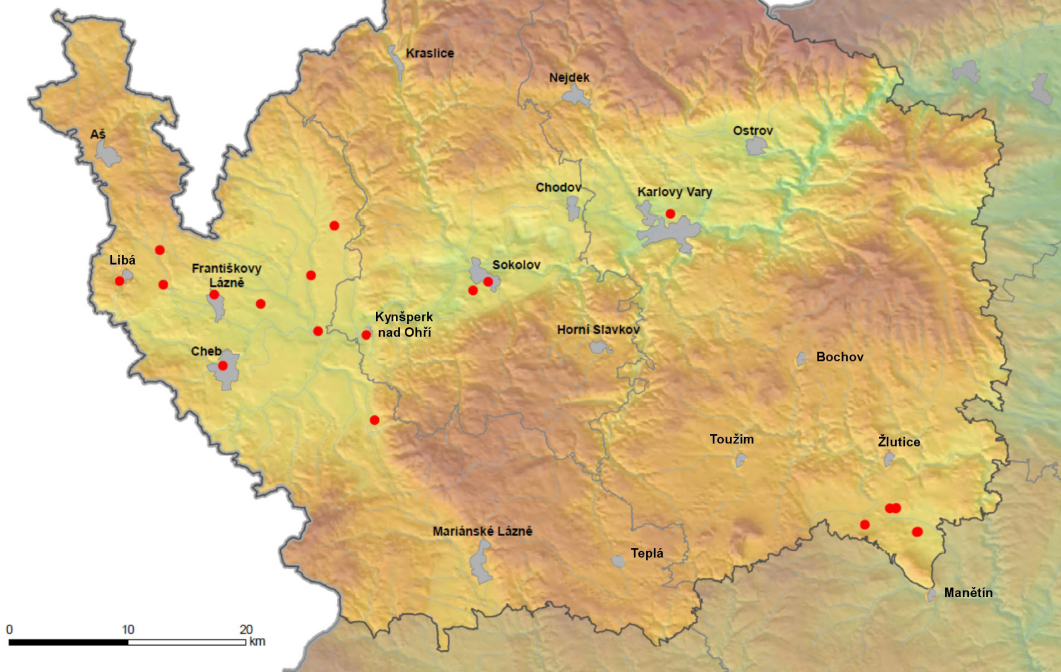 Kraslice
Nejdek
Aš
Ostrov
Chodov
Karlovy Vary
Libá
Františkovy
Lázně
Sokolov
Kynšperk
nad Ohří
Horní Slavkov
Cheb
Bochov
Toužim
Žlutice
Mariánské Lázně
Teplá
Manětín
0 10 20
km